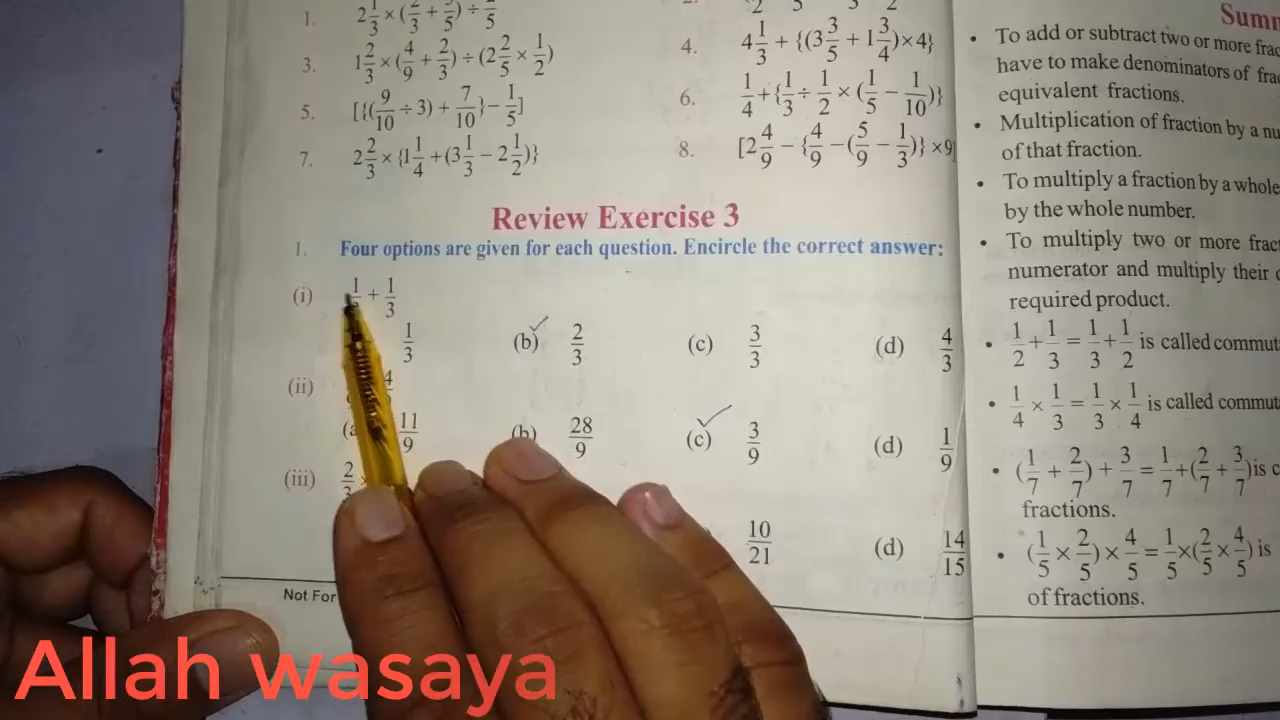 1. 2 1/3 × (2/3 + 3/5) ÷ /5
3. 1 2/3 × (4/9 + 2/3) ÷ (2 2/5 × 1/2)
4. 4 1/3 + {(3 3/5 + 1 3/4) × 4}
5. [{(9/10 ÷ 3) + 7/10} − 1/5]
6. 1/4 + {1/3 ÷ 1/2 × (1/5 − 1/10)}
7. 2 2/3 × {1 1/4 + (3 1/3 − 2 1/2)}
8. [2 4/9 − {4/9 − (5/9 − 1/3)} × 9]
Review Exercise 3
1. Four options are given for each question. Encircle the correct answer:
(i) 1/ + 1/3
1/3 (b) 2/3 (c) 3/3 (d) 4/3
(ii)
(a 11/9 (b) 28/9 (c) 3/9 (d) 1/9
(iii) 2/3
10/21 (d) 14/15
Not For
Summ
• To add or subtract two or more frac
have to make denominators of fra
equivalent fractions.
• Multiplication of fraction by a nu
of that fraction.
• To multiply a fraction by a whole
by the whole number.
• To multiply two or more fract
numerator and multiply their
required product.
• 1/2 + 1/3 = 1/3 + 1/2 is called commut
• 1/4 × 1/3 = 1/3 × 1/4 is called commut
• (1/7 + 2/7) + 3/7 = 1/7 + (2/7 + 3/7) is c
fractions.
• (1/5 × 2/5) × 4/5 = 1/5 × (2/5 × 4/5) is
of fractions.
Allah wasaya